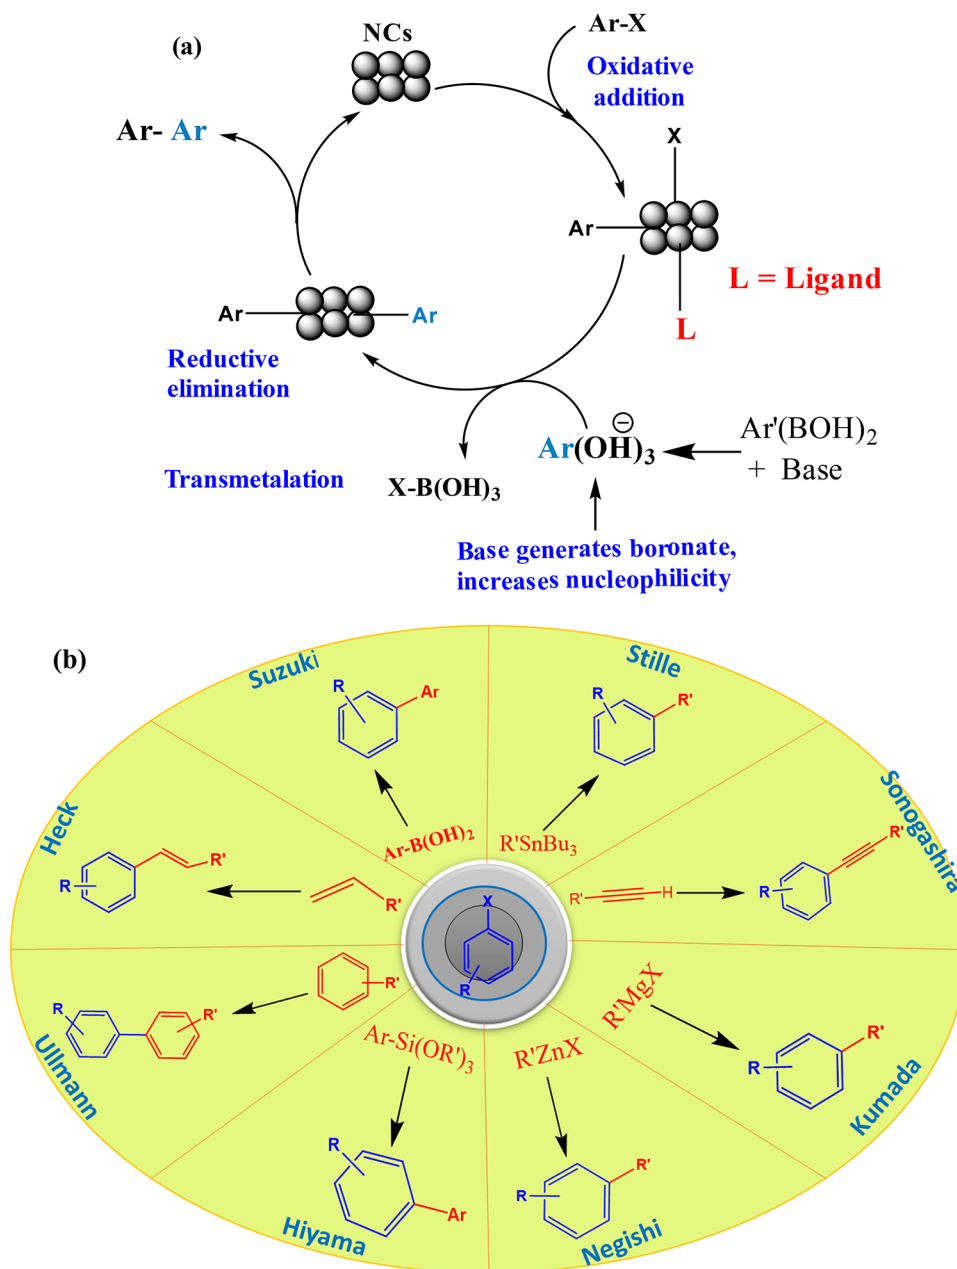 (a)
NCs
Ar-X
Oxidative
addition
Ar- Ar
X
Ar
L = Ligand
L
Ar
Ar
Reductive
elimination
Transmetalation
X-B(OH)3
Ar(OH)3⊖
Ar'(BOH)2
+ Base
Base generates boronate,
increases nucleophilicity
(b)
Suzuki
R
Ar
Ar-B(OH)2
Stille
R
R'
R'SnBu3
Sonogashira
R'
H
R
R'
Heck
R
R'
R'
X
R
Ullmann
R
R'
R'
Ar-Si(OR')3
R
Ar
Hiyama
R'ZnX
R
R'
Negishi
R'MgX
R
R'
Kumada